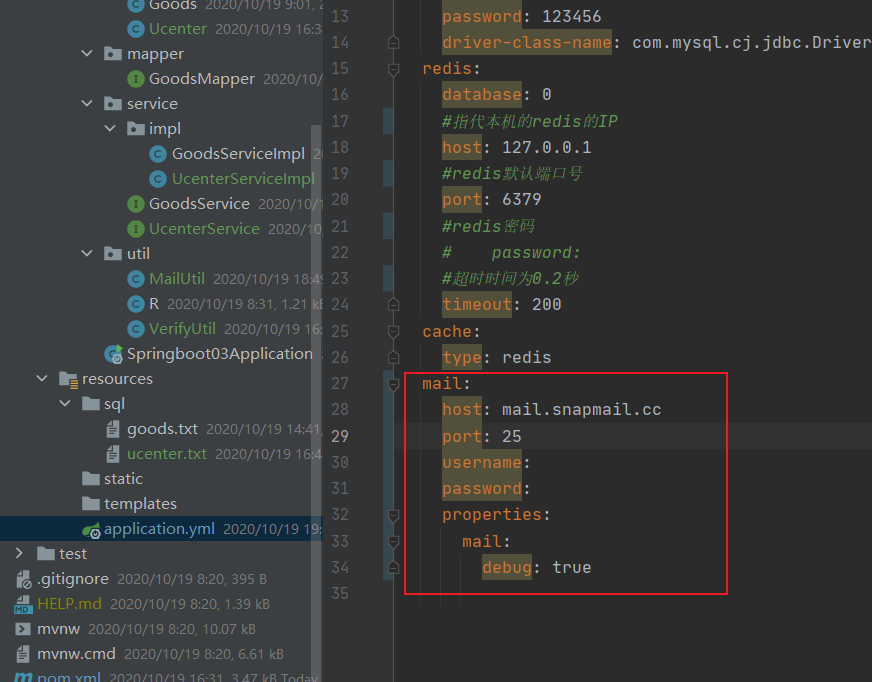 Goods 2020/10/19 9:01, 2
Ucenter 2020/10/19 16:3
mapper
GoodsMapper 2020/10/
service
impl
GoodsServiceImpl 2
UcenterServiceImpl
GoodsService 2020/10/1
UcenterService 2020/10
util
MailUtil 2020/10/19 18:49
R 2020/10/19 8:31, 1.21 kB
VerifyUtil 2020/10/19 16:
Springboot03Application
resources
sql
goods.txt 2020/10/19 14:41
ucenter.txt 2020/10/19 16:4
static
templates
application.yml 2020/10/19 19:
test
.gitignore 2020/10/19 8:20, 395 B
MD HELP.md 2020/10/19 8:20, 1.39 kB
mvnw 2020/10/19 8:20, 10.07 kB
mvnw.cmd 2020/10/19 8:20, 6.61 kB
m pom.xml 2020/10/19 16:31, 3.47 kB Today
13 password: 123456
14 driver-class-name: com.mysql.cj.jdbc.Driver
15 redis:
16 database: 0
17 #指代本机的redis的IP
18 host: 127.0.0.1
19 #redis默认端口号
20 port: 6379
21 #redis密码
22 # password:
23 #超时时间为0.2秒
24 timeout: 200
25 cache:
26 type: redis
27 mail:
28 host: mail.snapmail.cc
29 port: 25
30 username:
31 password:
32 properties:
33 mail:
34 debug: true
35